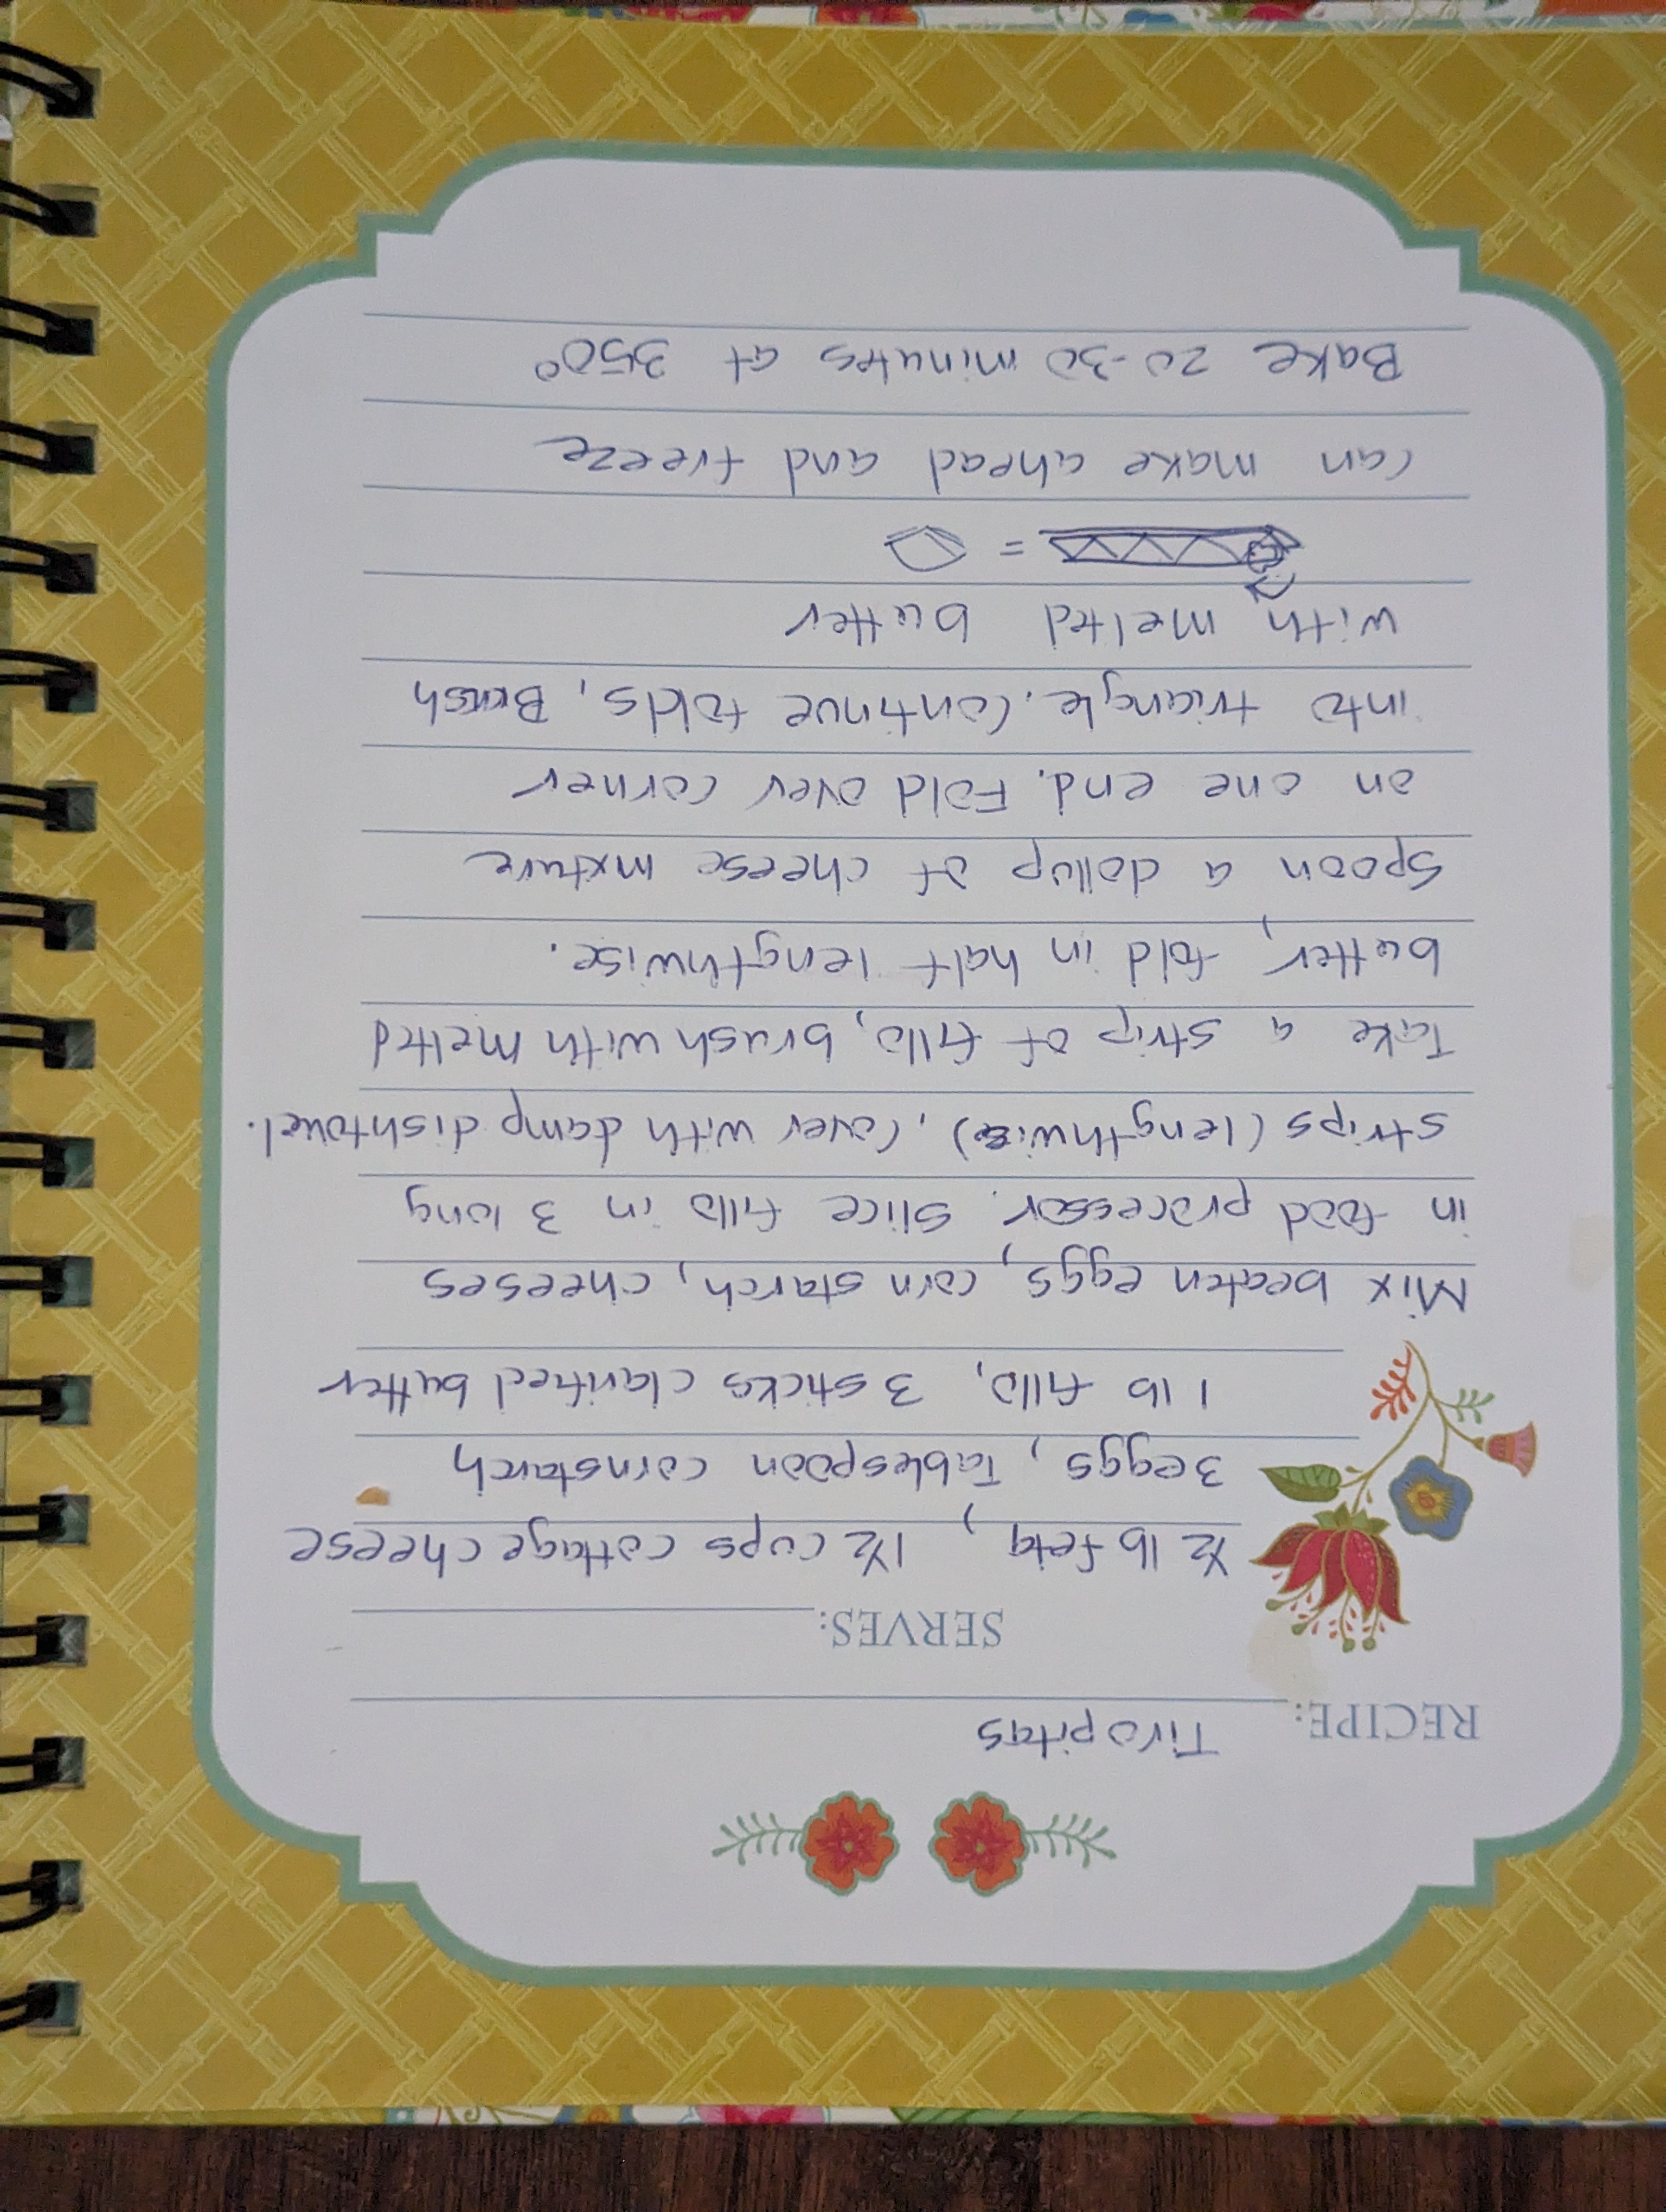 RECIPE: Tiropitas
SERVES:
½ lb feta, 1½ cups cottage cheese
3 eggs, Tablespoon cornstarch
1 lb fillo, 3 sticks clarified butter
Mix beaten eggs, corn starch, cheeses
in food processor. Slice fillo in 3 long
strips (lengthwise), cover with damp dishtowel.
Take a strip of fillo, brush with melted
butter, fold in half lengthwise.
Spoon a dollop of cheese mixture
on one end. Fold over corner
into triangle. Continue folds, Brush
with melted butter
=
can make ahead and freeze
Bake 20-30 minutes at 350°